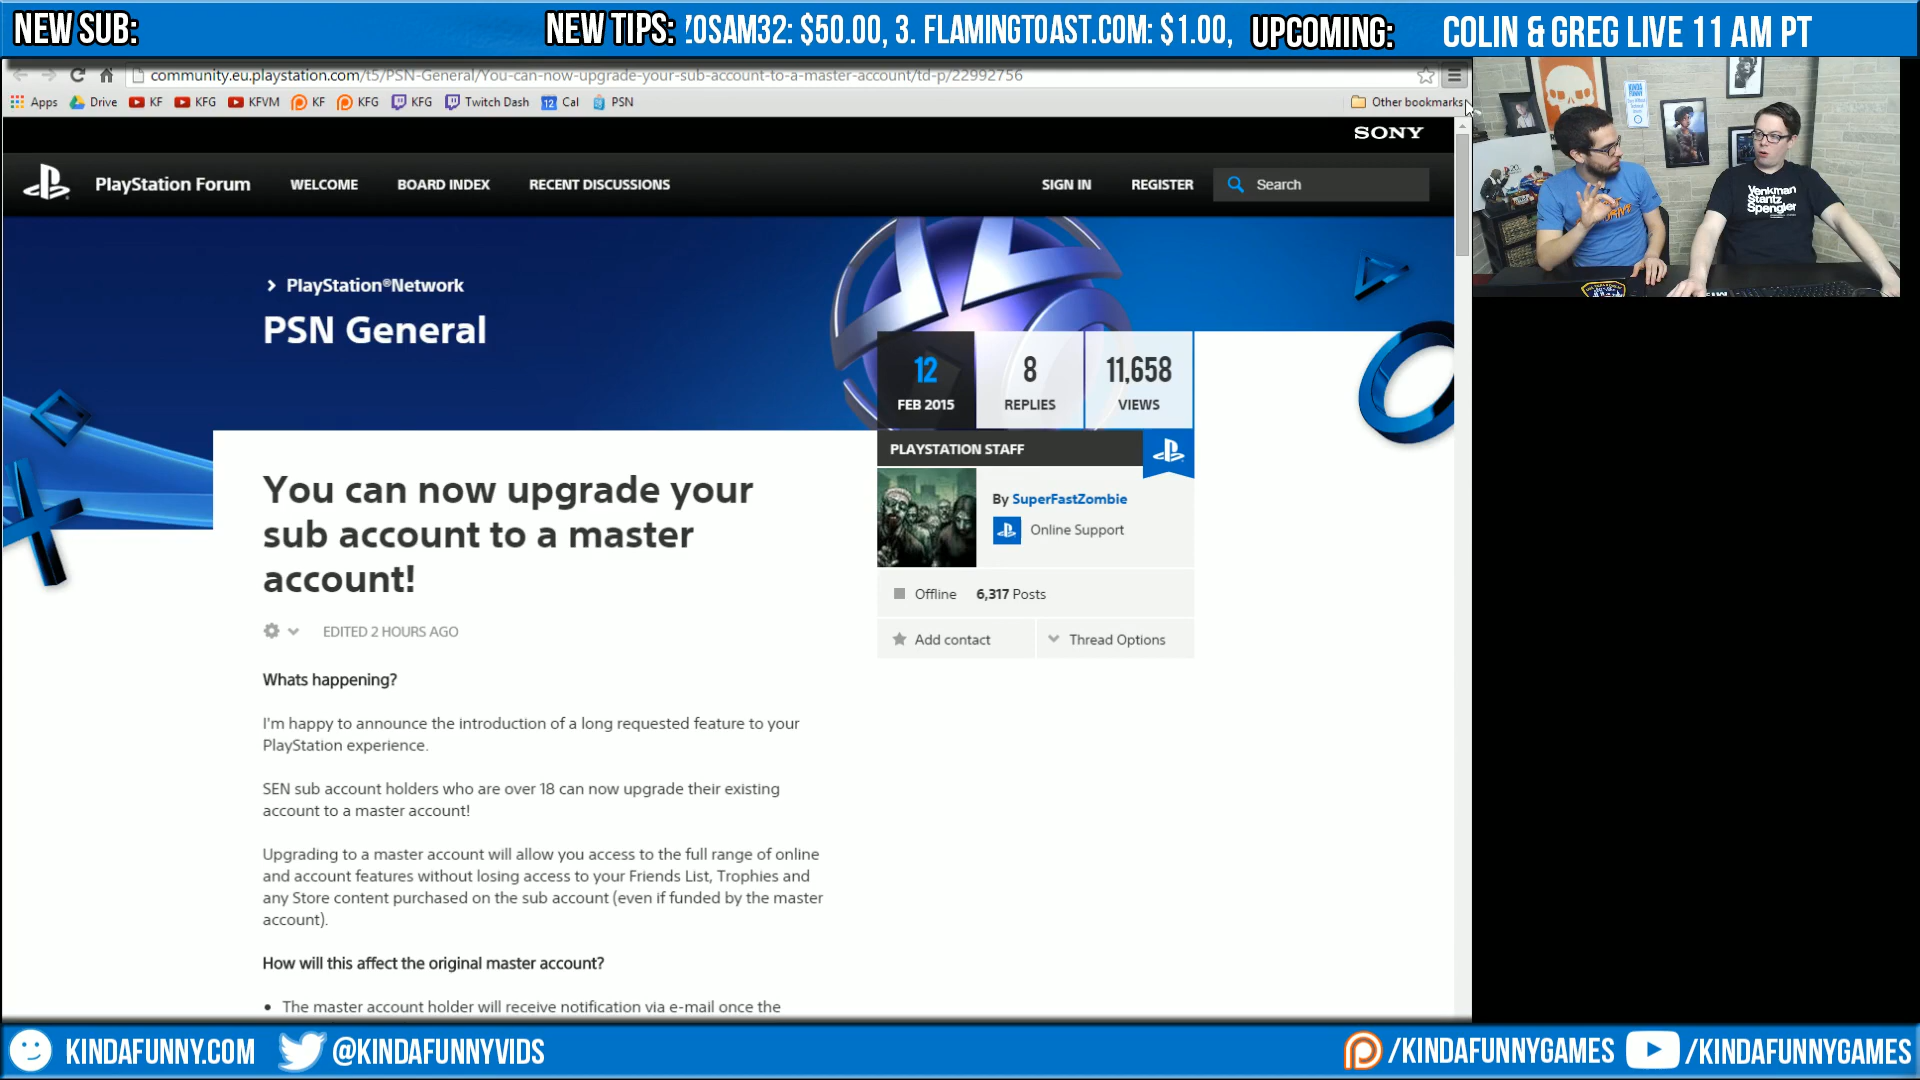 NEW SUB:
NEW TIPS: ZOSAM32: $50.00, 3. FLAMINGTOAST.COM: $1.00,
UPCOMING: COLIN & GREG LIVE 11 AM PT
community.eu.playstation.com/t5/PSN-General/You-can-now-upgrade-your-sub-account-to-a-master-account/td-p/22992756
Apps Drive KF KFG KFVM KF KFG KFG Twitch Dash 12 Cal PSN Other bookmarks
SONY
PlayStation Forum WELCOME BOARD INDEX RECENT DISCUSSIONS SIGN IN REGISTER Search
PlayStation®Network
PSN General
12 FEB 2015
8 REPLIES
11,658 VIEWS
PLAYSTATION STAFF
By SuperFastZombie
Online Support
Offline 6,317 Posts
Add contact Thread Options
You can now upgrade your
sub account to a master
account!
EDITED 2 HOURS AGO
Whats happening?
I'm happy to announce the introduction of a long requested feature to your
PlayStation experience.
SEN sub account holders who are over 18 can now upgrade their existing
account to a master account!
Upgrading to a master account will allow you access to the full range of online
and account features without losing access to your Friends List, Trophies and
any Store content purchased on the sub account (even if funded by the master
account).
How will this affect the original master account?
• The master account holder will receive notification via e-mail once the
Venkman
Stantz
Spengler
KINDAFUNNY.COM @KINDAFUNNYVIDS /KINDAFUNNYGAMES /KINDAFUNNYGAMES